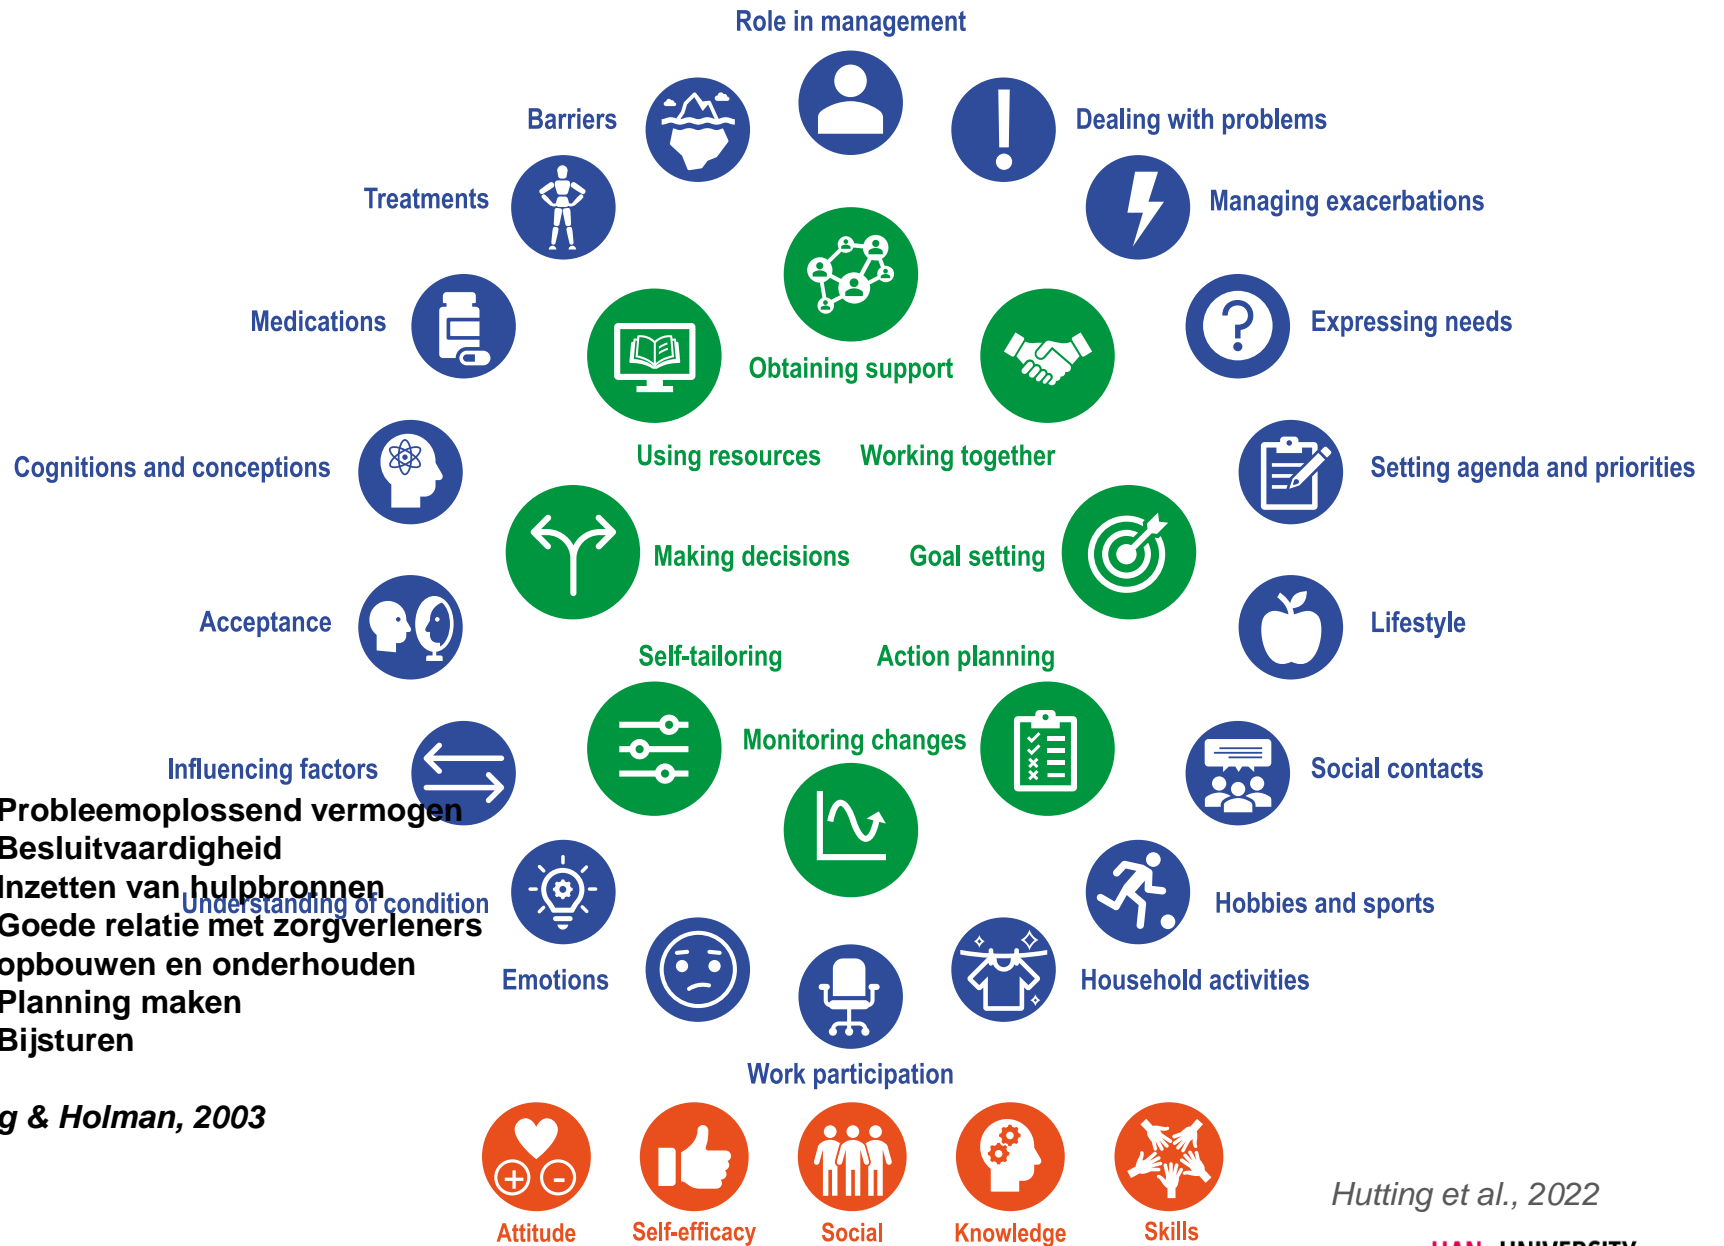 Role in management
Barriers
Dealing with problems
Treatments
Managing exacerbations
Medications
Expressing needs
Obtaining support
Using resources
Working together
Cognitions and conceptions
Setting agenda and priorities
Making decisions
Goal setting
Acceptance
Lifestyle
Self-tailoring
Action planning
Monitoring changes
Influencing factors
Social contacts
Probleemoplossend vermogen
Besluitvaardigheid
Inzetten van hulpbronnen
Understanding of condition
Hobbies and sports
Goede relatie met zorgverleners
opbouwen en onderhouden
Emotions
Household activities
Planning maken
Bijsturen
Work participation
g & Holman, 2003
Hutting et al., 2022
Attitude
Self-efficacy
Social
Knowledge
Skills
HAN UNIVERSITY